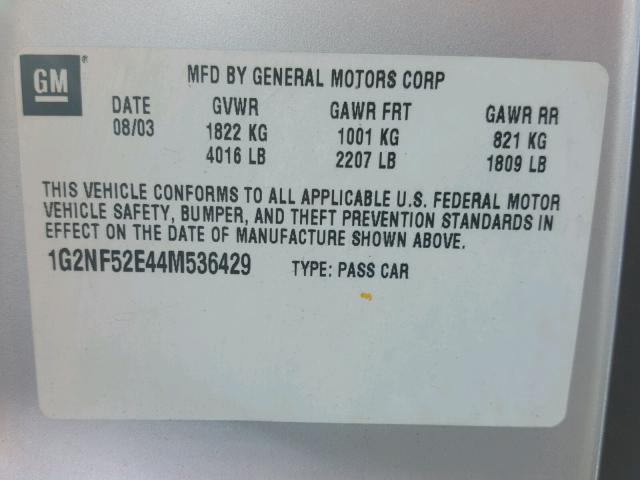 GM®
MFD BY GENERAL MOTORS CORP
DATE GVWR GAWR FRT GAWR RR
08/03 1822 KG 1001 KG 821 KG
4016 LB 2207 LB 1809 LB
THIS VEHICLE CONFORMS TO ALL APPLICABLE U.S. FEDERAL MOTOR
VEHICLE SAFETY, BUMPER, AND THEFT PREVENTION STANDARDS IN
EFFECT ON THE DATE OF MANUFACTURE SHOWN ABOVE.
1G2NF52E44M536429 TYPE: PASS CAR